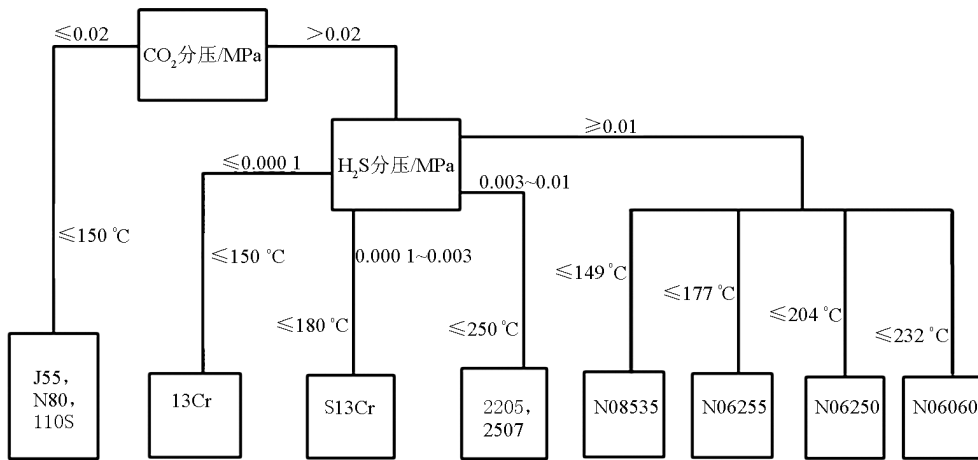 ≤0.02
CO₂分压/MPa
>0.02
≥0.01
≤0.000 1
H₂S分压/MPa
0.003~0.01
≤150 ℃
≤150 ℃
0.000 1~0.003
≤149 ℃
≤177 ℃
≤204 ℃
≤180 ℃
≤250 ℃
≤232 ℃
J55,
N80,
110S
13Cr
S13Cr
2205,
2507
N08535
N06255
N06250
N06060